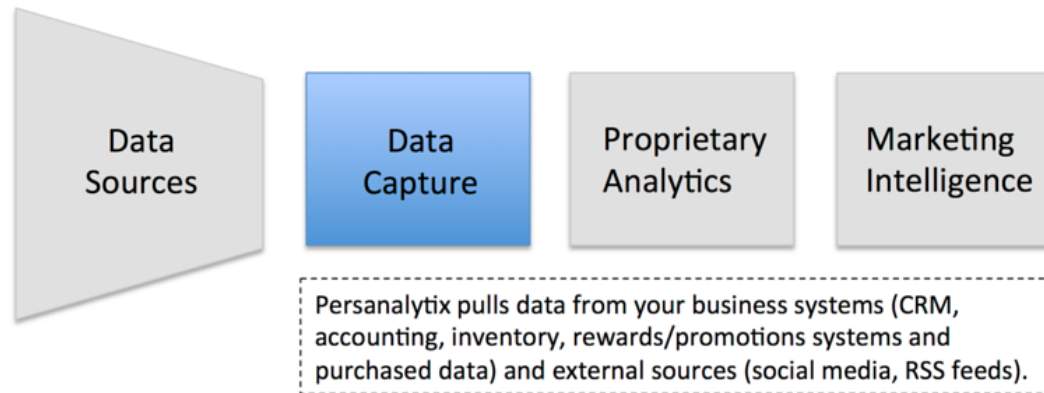 Data
Sources
Data
Capture
Proprietary
Analytics
Marketing
Intelligence
Persanalytix pulls data from your business systems (CRM,
accounting, inventory, rewards/promotions systems and
purchased data) and external sources (social media, RSS feeds).